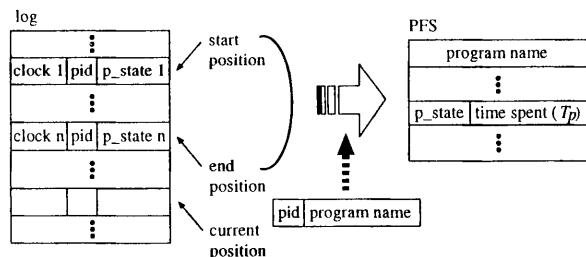 log
clock 1 pid p_state 1
clock n pid p_state n
start
position
end
position
current
position
pid program name
PFS
program name
p_state time spent ( Tp)